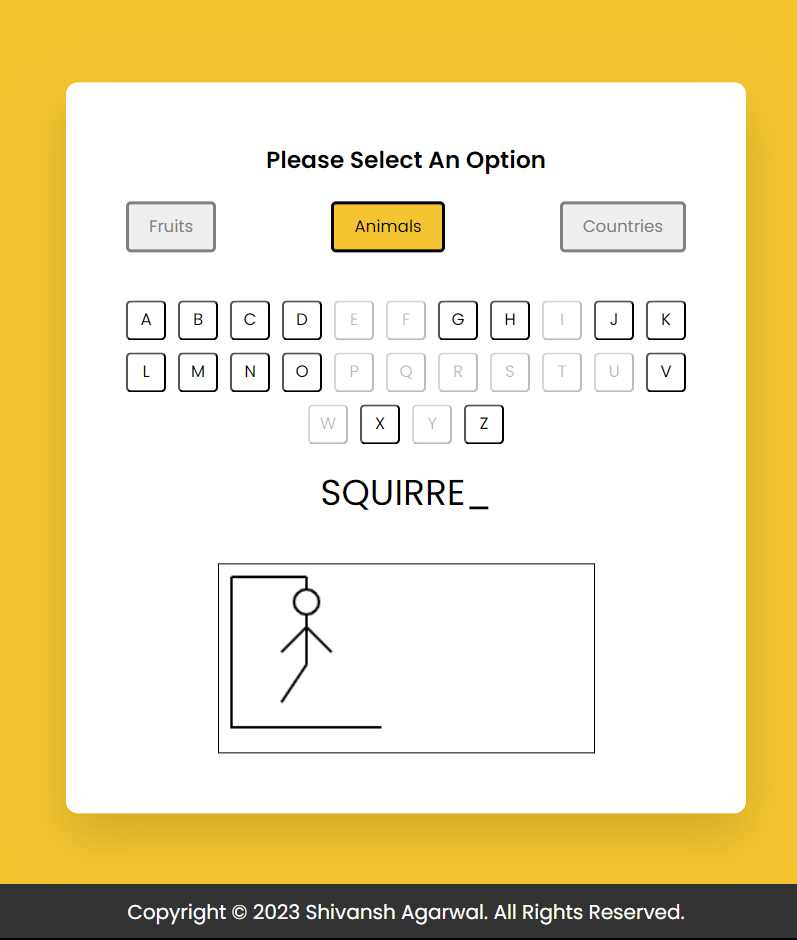 Please Select An Option
Fruits Animals Countries
A B C D E F G H I J K
L M N O P Q R S T U V
W X Y Z
SQUIRRE_
Copyright © 2023 Shivansh Agarwal. All Rights Reserved.